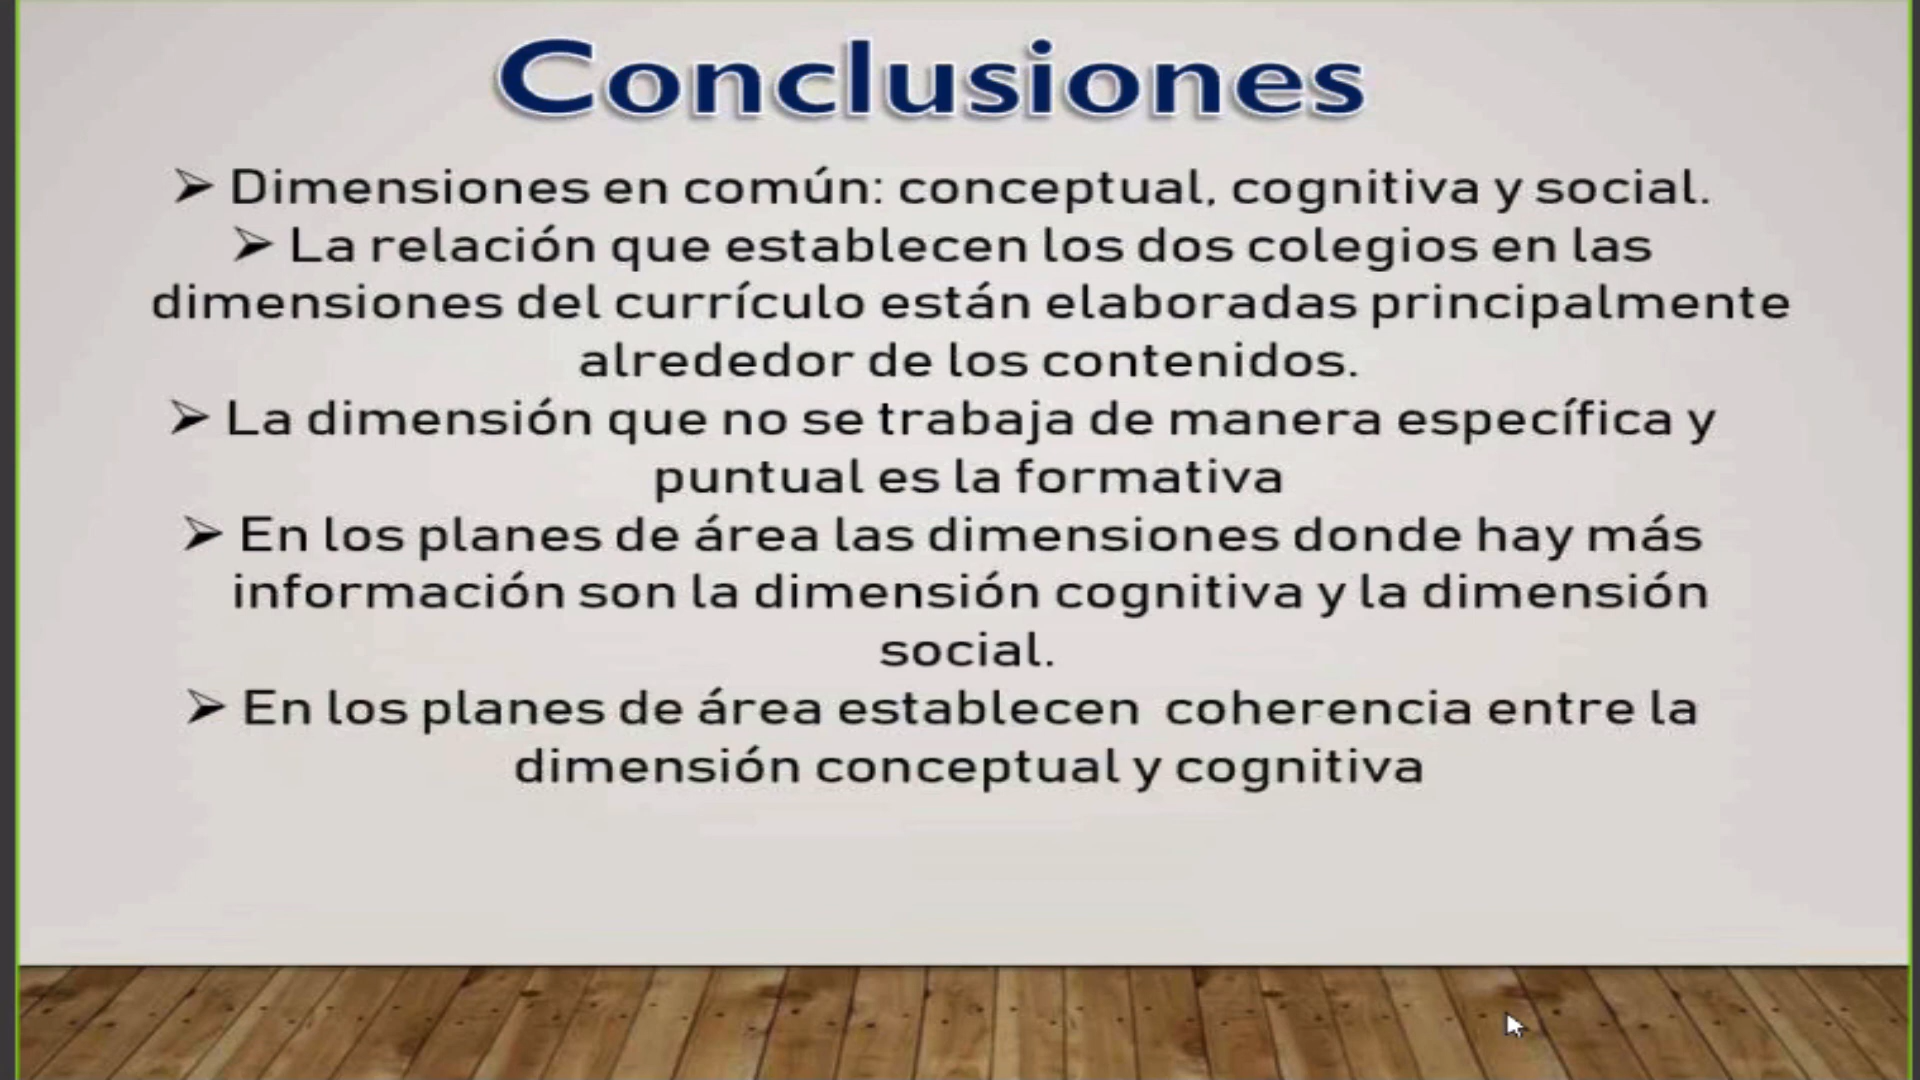 Conclusiones
➢ Dimensiones en común: conceptual, cognitiva y social.
➢ La relación que establecen los dos colegios en las
dimensiones del currículo están elaboradas principalmente
alrededor de los contenidos.
➢ La dimensión que no se trabaja de manera específica y
puntual es la formativa
➢ En los planes de área las dimensiones donde hay más
información son la dimensión cognitiva y la dimensión
social.
➢ En los planes de área establecen coherencia entre la
dimensión conceptual y cognitiva